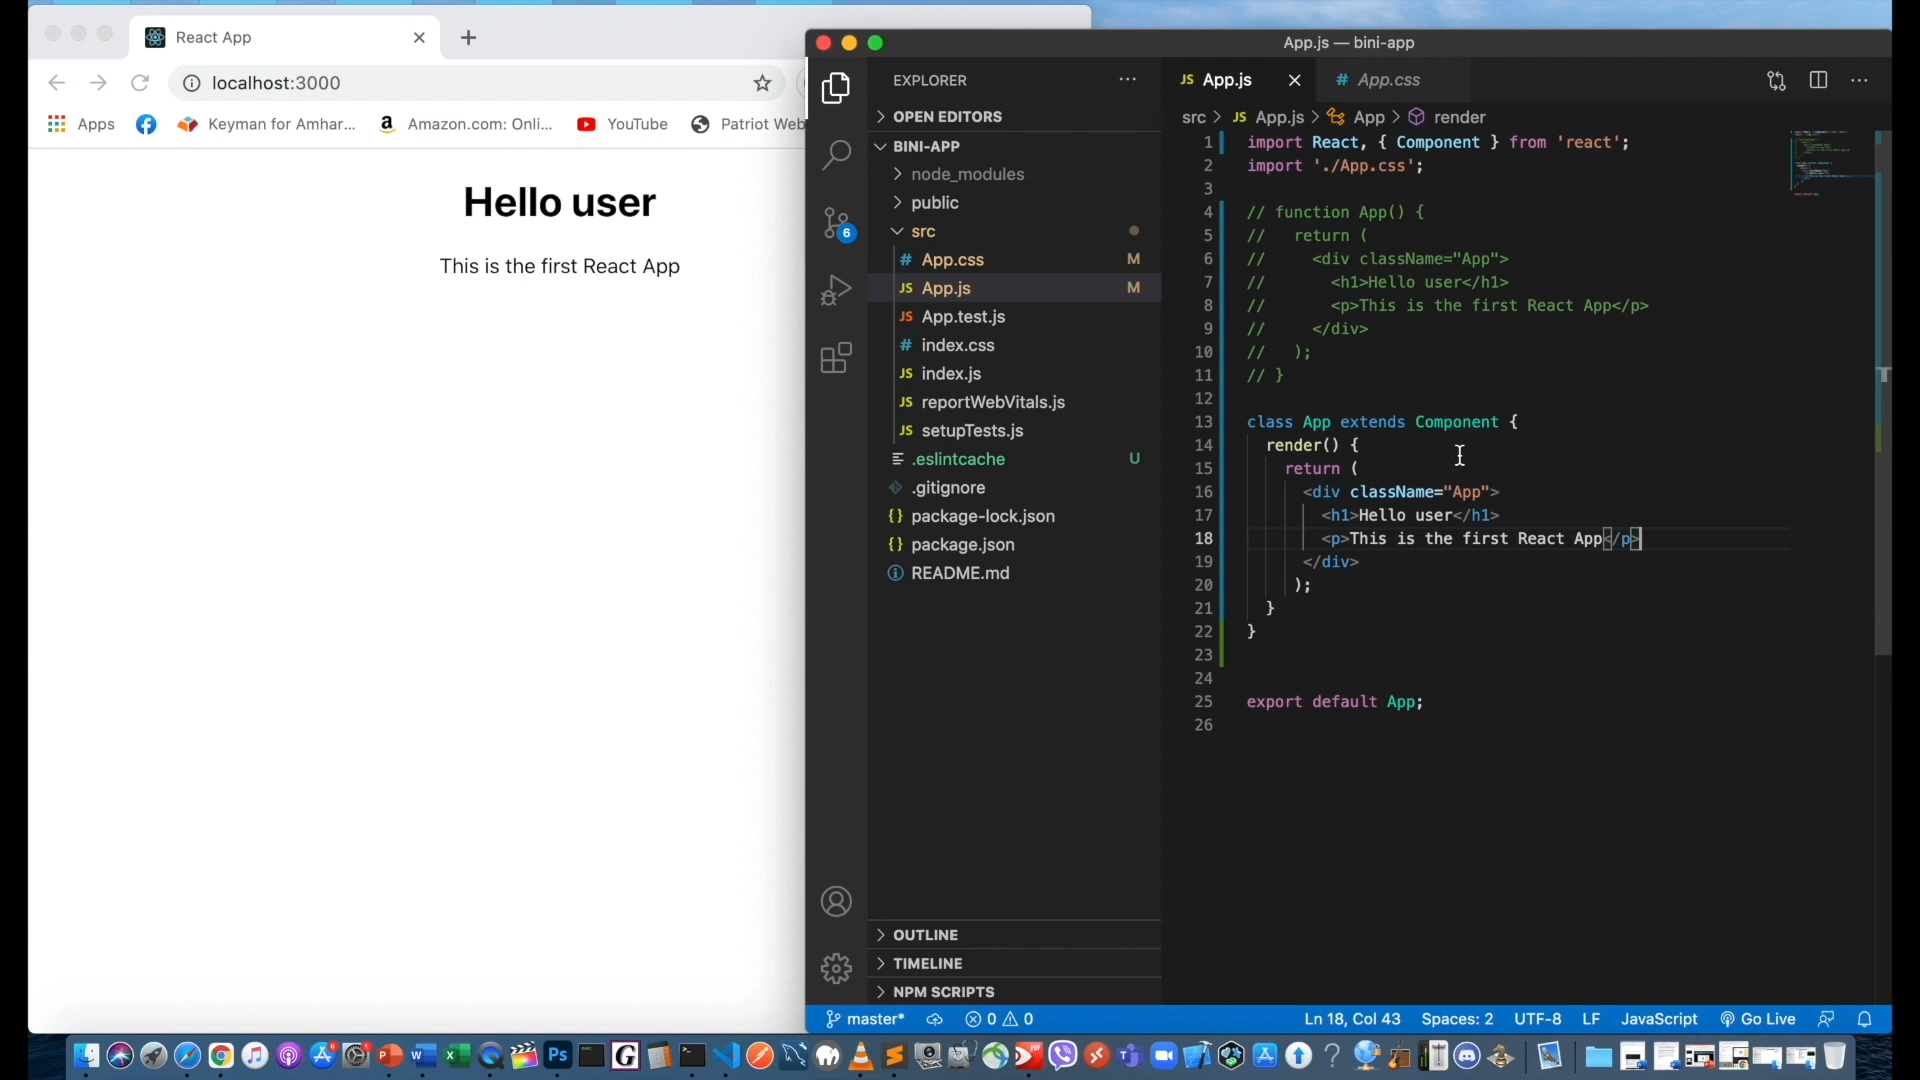 React App
localhost:3000
Apps
Keyman for Amhar...
Amazon.com: Onli...
YouTube
Patriot Web
Hello user
This is the first React App
App.js — bini-app
EXPLORER
OPEN EDITORS
BINI-APP
node_modules
public
src
# App.css M
JS App.js M
JS App.test.js
# index.css
JS index.js
JS reportWebVitals.js
JS setupTests.js
.eslintcache U
.gitignore
{} package-lock.json
{} package.json
README.md
OUTLINE
TIMELINE
NPM SCRIPTS
6
JS App.js
# App.css
src > JS App.js > App > render
1 import React, { Component } from 'react';
2 import './App.css';
3
4 // function App() {
5 //   return (
6 //     <div className="App">
7 //       <h1>Hello user</h1>
8 //       <p>This is the first React App</p>
9 //     </div>
10 //   );
11 // }
12
13 class App extends Component {
14   render() {
15     return (
16       <div className="App">
17         <h1>Hello user</h1>
18         <p>This is the first React App</p>
19       </div>
20      );
21   }
22 }
23
24
25 export default App;
26
master* 0 0 Ln 18, Col 43 Spaces: 2 UTF-8 LF JavaScript Go Live